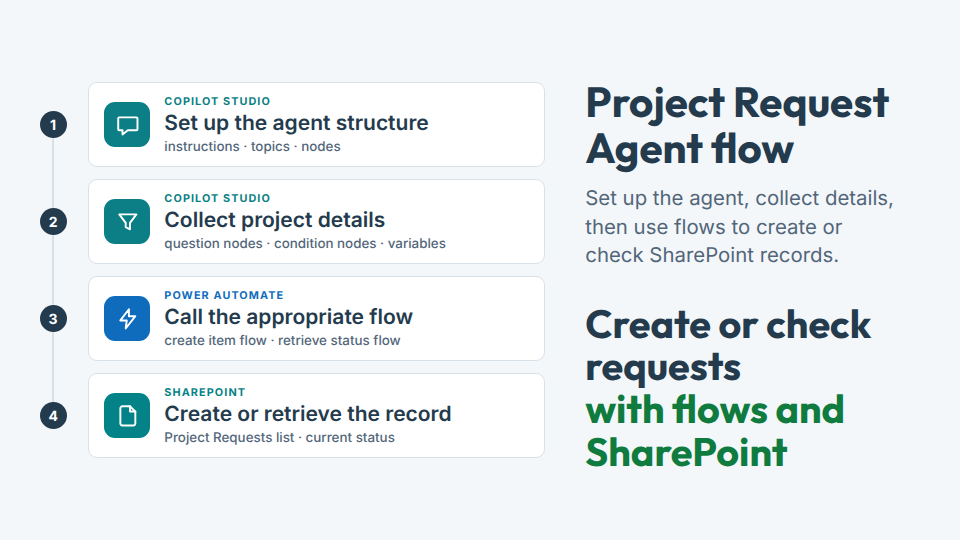 1
COPILOT STUDIO
Set up the agent structure
instructions · topics · nodes
2
COPILOT STUDIO
Collect project details
question nodes · condition nodes · variables
3
POWER AUTOMATE
Call the appropriate flow
create item flow · retrieve status flow
4
SHAREPOINT
Create or retrieve the record
Project Requests list · current status
Project Request
Agent flow
Set up the agent, collect details,
then use flows to create or
check SharePoint records.
Create or check
requests
with flows and
SharePoint